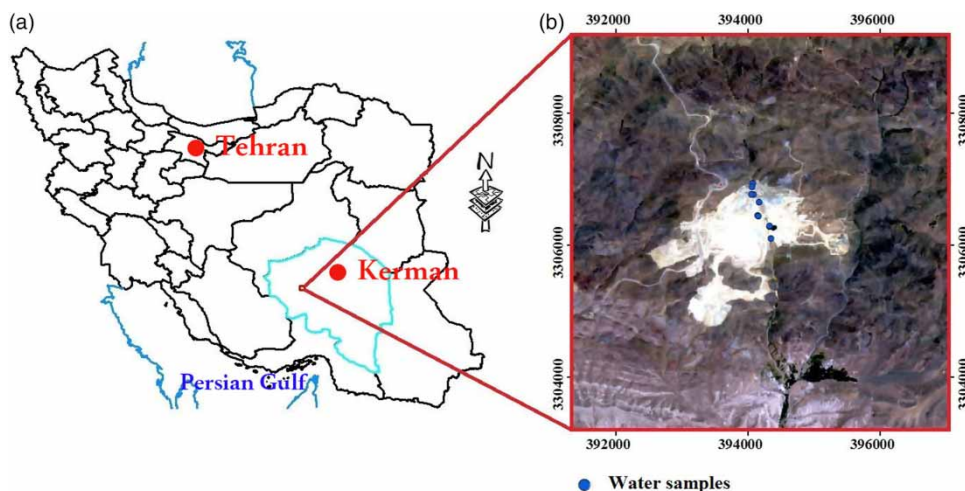 (a)
(b)
392000 394000 396000
Tehran
N
Kerman
Persian Gulf
3308000 3308000
3306000 3306000
3304000 3304000
392000 394000 396000
Water samples